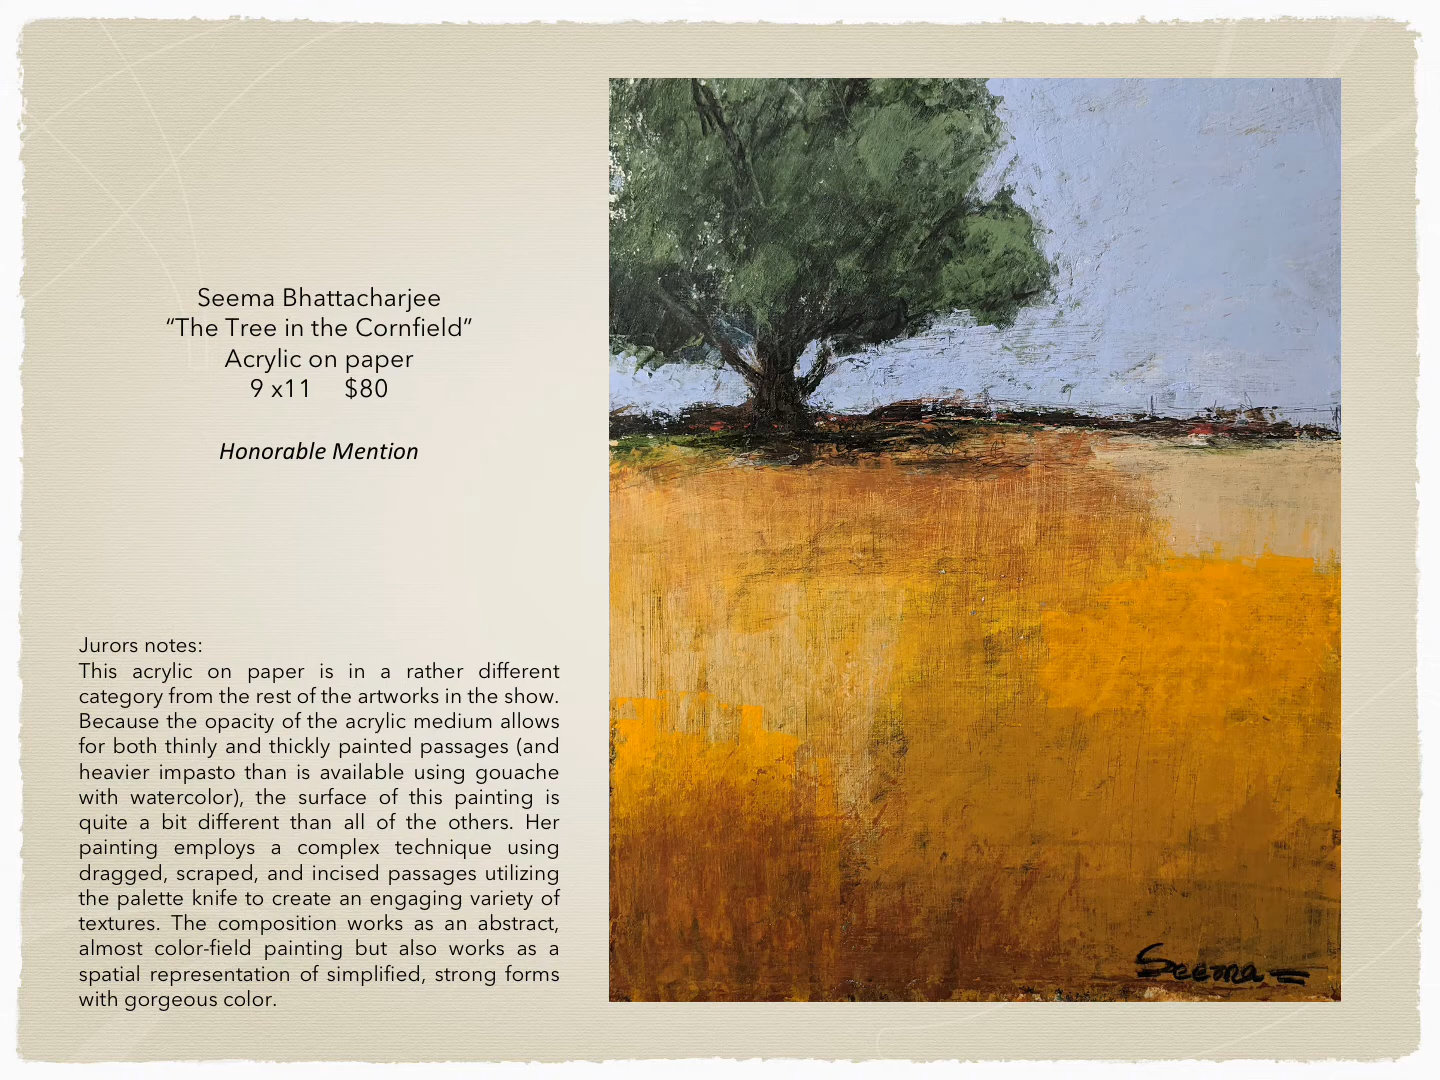 Seema Bhattacharjee
“The Tree in the Cornfield”
Acrylic on paper
9 x11 $80
Honorable Mention
Jurors notes:
This acrylic on paper is in a rather different
category from the rest of the artworks in the show.
Because the opacity of the acrylic medium allows
for both thinly and thickly painted passages (and
heavier impasto than is available using gouache
with watercolor), the surface of this painting is
quite a bit different than all of the others. Her
painting employs a complex technique using
dragged, scraped, and incised passages utilizing
the palette knife to create an engaging variety of
textures. The composition works as an abstract,
almost color-field painting but also works as a
spatial representation of simplified, strong forms
with gorgeous color.
Seema